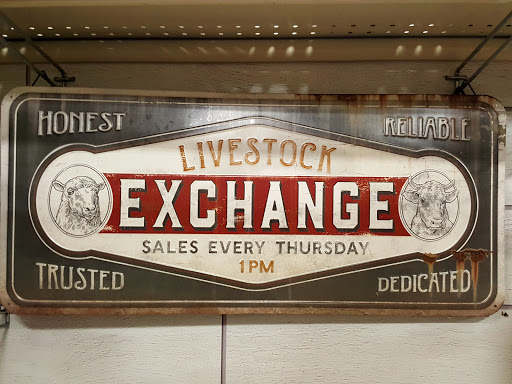 HONEST
RELIABLE
LIVESTOCK
EXCHANGE
SALES EVERY THURSDAY
1PM
TRUSTED
DEDICATED